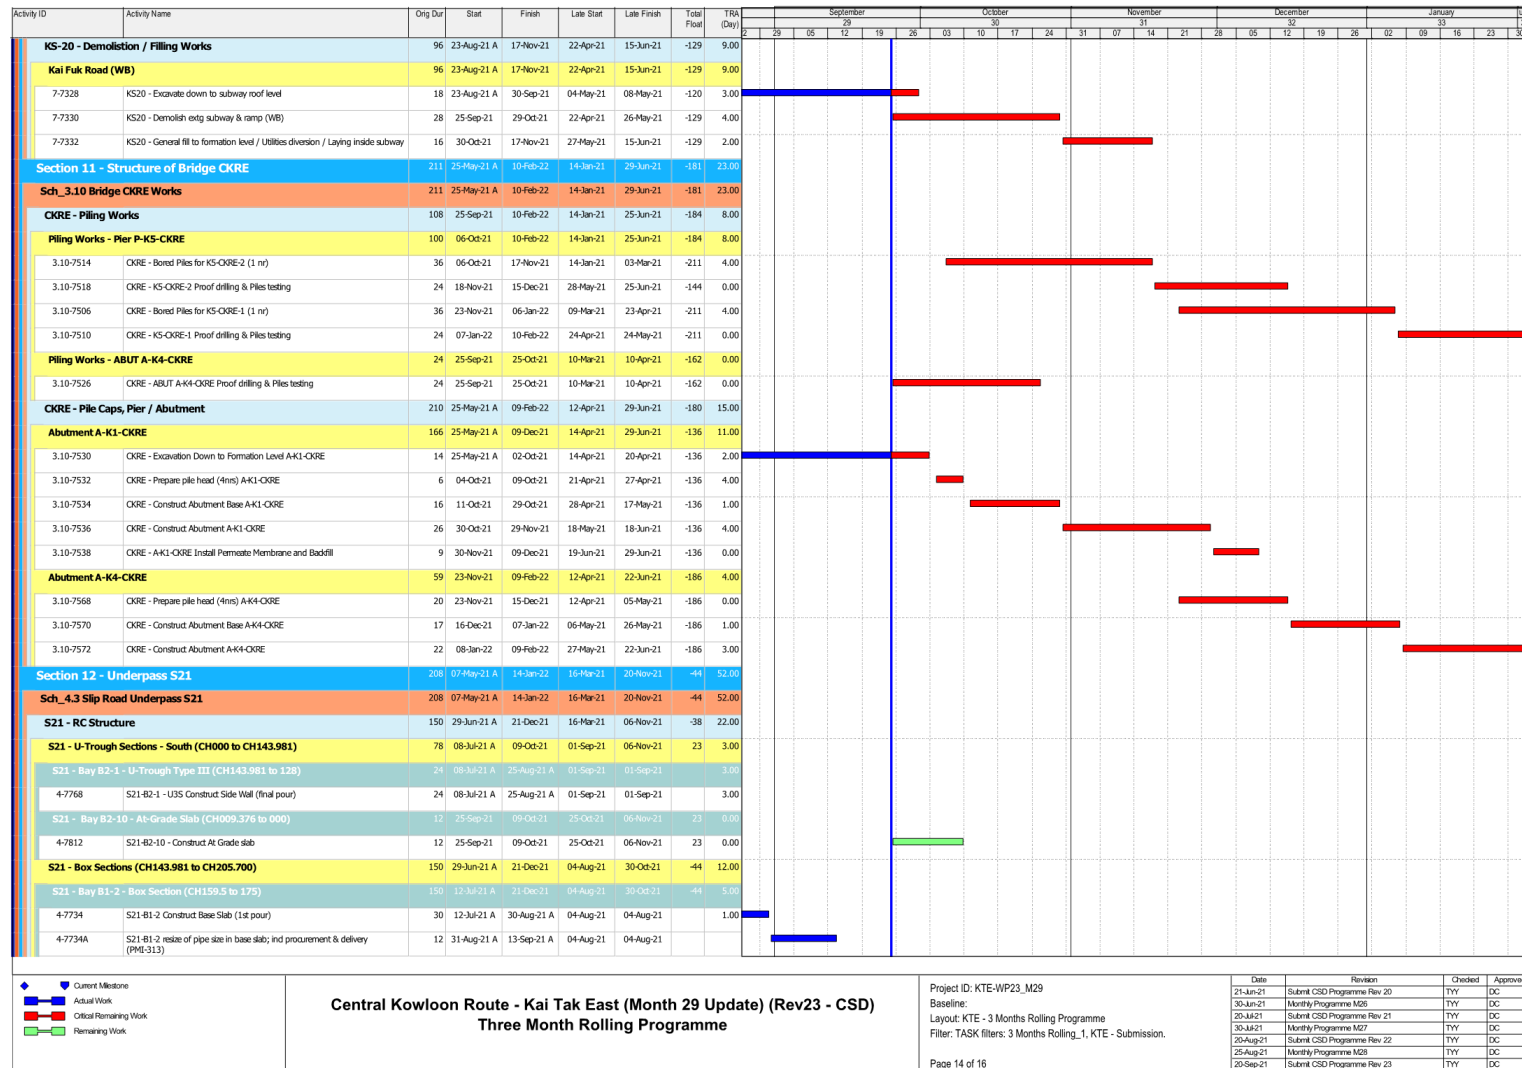 Activity ID Activity Name Orig Dur Start Finish Late Start Late Finish Total Float TRA (Day) September October November December January
29 30 31 32 33
2 29 05 12 19 26 03 10 17 24 31 07 14 21 28 05 12 19 26 02 09 16 23 30
KS-20 - Demolistion / Filling Works 96 23-Aug-21 A 17-Nov-21 22-Apr-21 15-Jun-21 -129 9.00
Kai Fuk Road (WB) 96 23-Aug-21 A 17-Nov-21 22-Apr-21 15-Jun-21 -129 9.00
7-7328 KS20 - Excavate down to subway roof level 18 23-Aug-21 A 30-Sep-21 04-May-21 08-May-21 -120 3.00
7-7330 KS20 - Demolish extg subway & ramp (WB) 28 25-Sep-21 29-Oct-21 22-Apr-21 26-May-21 -129 4.00
7-7332 KS20 - General fill to formation level / Utilities diversion / Laying inside subway 16 30-Oct-21 17-Nov-21 27-May-21 15-Jun-21 -129 2.00
Section 11 - Structure of Bridge CKRE 211 25-May-21 A 10-Feb-22 14-Jan-21 29-Jun-21 -181 23.00
Sch_3.10 Bridge CKRE Works 211 25-May-21 A 10-Feb-22 14-Jan-21 29-Jun-21 -181 23.00
CKRE - Piling Works 108 25-Sep-21 10-Feb-22 14-Jan-21 25-Jun-21 -184 8.00
Piling Works - Pier P-K5-CKRE 100 06-Oct-21 10-Feb-22 14-Jan-21 25-Jun-21 -184 8.00
3.10-7514 CKRE - Bored Piles for K5-CKRE-2 (1 nr) 36 06-Oct-21 17-Nov-21 14-Jan-21 03-Mar-21 -211 4.00
3.10-7518 CKRE - K5-CKRE-2 Proof drilling & Piles testing 24 18-Nov-21 15-Dec-21 28-May-21 25-Jun-21 -144 0.00
3.10-7506 CKRE - Bored Piles for K5-CKRE-1 (1 nr) 36 23-Nov-21 06-Jan-22 09-Mar-21 23-Apr-21 -211 4.00
3.10-7510 CKRE - K5-CKRE-1 Proof drilling & Piles testing 24 07-Jan-22 10-Feb-22 24-Apr-21 24-May-21 -211 0.00
Piling Works - ABUT A-K4-CKRE 24 25-Sep-21 25-Oct-21 10-Mar-21 10-Apr-21 -162 0.00
3.10-7526 CKRE - ABUT A-K4-CKRE Proof drilling & Piles testing 24 25-Sep-21 25-Oct-21 10-Mar-21 10-Apr-21 -162 0.00
CKRE - Pile Caps, Pier / Abutment 210 25-May-21 A 09-Feb-22 12-Apr-21 29-Jun-21 -180 15.00
Abutment A-K1-CKRE 166 25-May-21 A 09-Dec-21 14-Apr-21 29-Jun-21 -136 11.00
3.10-7530 CKRE - Excavation Down to Formation Level A-K1-CKRE 14 25-May-21 A 02-Oct-21 14-Apr-21 20-Apr-21 -136 2.00
3.10-7532 CKRE - Prepare pile head (4nrs) A-K1-CKRE 6 04-Oct-21 09-Oct-21 21-Apr-21 27-Apr-21 -136 4.00
3.10-7534 CKRE - Construct Abutment Base A-K1-CKRE 16 11-Oct-21 29-Oct-21 28-Apr-21 17-May-21 -136 1.00
3.10-7536 CKRE - Construct Abutment A-K1-CKRE 26 30-Oct-21 29-Nov-21 18-May-21 18-Jun-21 -136 4.00
3.10-7538 CKRE - A-K1-CKRE Install Permeate Membrane and Backfill 9 30-Nov-21 09-Dec-21 19-Jun-21 29-Jun-21 -136 0.00
Abutment A-K4-CKRE 59 23-Nov-21 09-Feb-22 12-Apr-21 22-Jun-21 -186 4.00
3.10-7568 CKRE - Prepare pile head (4nrs) A-K4-CKRE 20 23-Nov-21 15-Dec-21 12-Apr-21 05-May-21 -186 0.00
3.10-7570 CKRE - Construct Abutment Base A-K4-CKRE 17 16-Dec-21 07-Jan-22 06-May-21 26-May-21 -186 1.00
3.10-7572 CKRE - Construct Abutment A-K4-CKRE 22 08-Jan-22 09-Feb-22 27-May-21 22-Jun-21 -186 3.00
Section 12 - Underpass S21 208 07-May-21 A 14-Jan-22 16-Mar-21 20-Nov-21 -44 52.00
Sch_4.3 Slip Road Underpass S21 208 07-May-21 A 14-Jan-22 16-Mar-21 20-Nov-21 -44 52.00
S21 - RC Structure 150 29-Jun-21 A 21-Dec-21 16-Mar-21 06-Nov-21 -38 22.00
S21 - U-Trough Sections - South (CH000 to CH143.981) 78 08-Jul-21 A 09-Oct-21 01-Sep-21 06-Nov-21 23 3.00
S21 - Bay B2-1 - U-Trough Type III (CH143.981 to 128) 24 08-Jul-21 A 25-Aug-21 A 01-Sep-21 01-Sep-21 3.00
4-7768 S21-B2-1 - U3S Construct Side Wall (final pour) 24 08-Jul-21 A 25-Aug-21 A 01-Sep-21 01-Sep-21 3.00
S21 - Bay B2-10 - At-Grade Slab (CH009.376 to 000) 12 25-Sep-21 09-Oct-21 25-Oct-21 06-Nov-21 23 0.00
4-7812 S21-B2-10 - Construct At Grade slab 12 25-Sep-21 09-Oct-21 25-Oct-21 06-Nov-21 23 0.00
S21 - Box Sections (CH143.981 to CH205.700) 150 29-Jun-21 A 21-Dec-21 04-Aug-21 30-Oct-21 -44 12.00
S21 - Bay B1-2 - Box Section (CH159.5 to 175) 150 12-Jul-21 A 21-Dec-21 04-Aug-21 30-Oct-21 -44 5.00
4-7734 S21-B1-2 Construct Base Slab (1st pour) 30 12-Jul-21 A 30-Aug-21 A 04-Aug-21 04-Aug-21 1.00
4-7734A S21-B1-2 resize of pipe size in base slab; ind procurement & delivery 12 31-Aug-21 A 13-Sep-21 A 04-Aug-21 04-Aug-21
(PMI-313)
Current Milestone
Actual Work
Critical Remaining Work
Remaining Work
Central Kowloon Route - Kai Tak East (Month 29 Update) (Rev23 - CSD)
Three Month Rolling Programme
Project ID: KTE-WP23_M29
Baseline:
Layout: KTE - 3 Months Rolling Programme
Filter: TASK filters: 3 Months Rolling_1, KTE - Submission.
Page 14 of 16
Date Revision Checked Approve
21-Jun-21 Submit CSD Programme Rev 20 TYY DC
30-Jun-21 Monthly Programme M26 TYY DC
20-Jul-21 Submit CSD Programme Rev 21 TYY DC
30-Jul-21 Monthly Programme M27 TYY DC
20-Aug-21 Submit CSD Programme Rev 22 TYY DC
25-Aug-21 Monthly Programme M28 TYY DC
20-Sep-21 Submit CSD Programme Rev 23 TYY DC